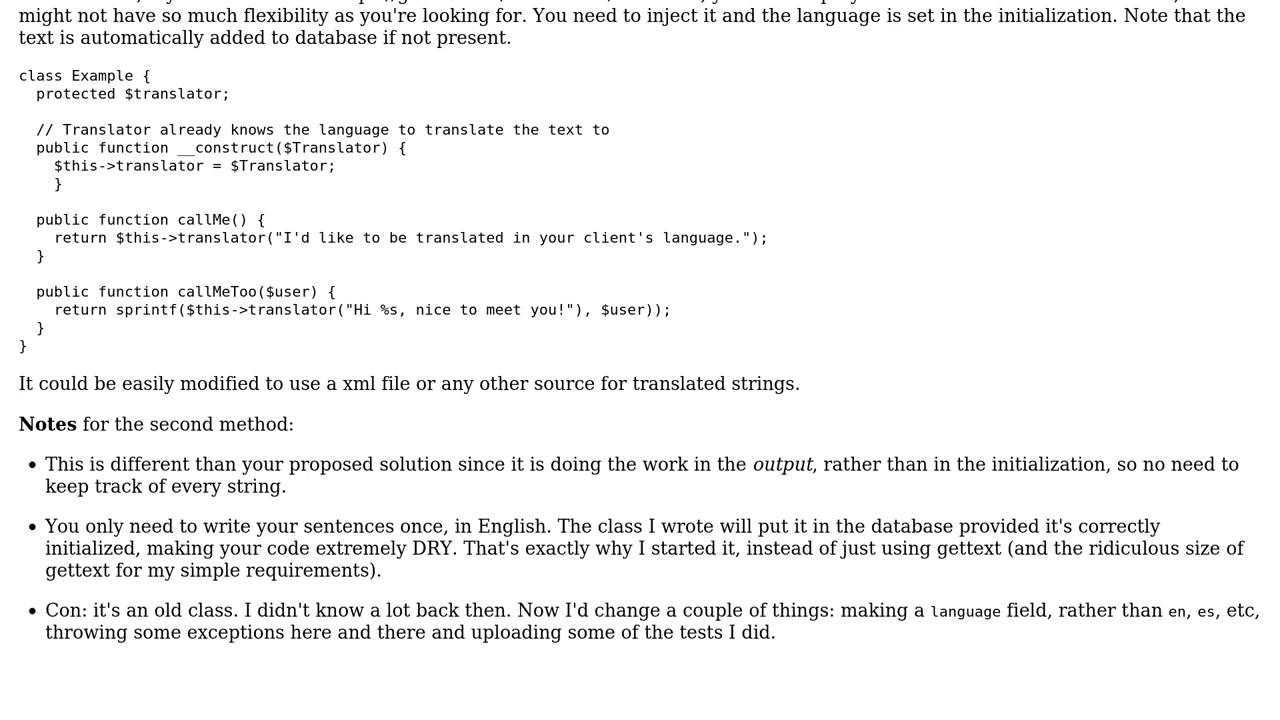 might not have so much flexibility as you're looking for. You need to inject it and the language is set in the initialization. Note that the
text is automatically added to database if not present.
class Example {
  protected $translator;
  // Translator already knows the language to translate the text to
  public function __construct($Translator) {
    $this->translator = $Translator;
    }
  public function callMe() {
    return $this->translator("I'd like to be translated in your client's language.");
  }
  public function callMeToo($user) {
    return sprintf($this->translator("Hi %s, nice to meet you!"), $user));
  }
}
It could be easily modified to use a xml file or any other source for translated strings.
Notes for the second method:
• This is different than your proposed solution since it is doing the work in the output, rather than in the initialization, so no need to
keep track of every string.
• You only need to write your sentences once, in English. The class I wrote will put it in the database provided it's correctly
initialized, making your code extremely DRY. That's exactly why I started it, instead of just using gettext (and the ridiculous size of
gettext for my simple requirements).
• Con: it's an old class. I didn't know a lot back then. Now I'd change a couple of things: making a language field, rather than en, es, etc,
throwing some exceptions here and there and uploading some of the tests I did.